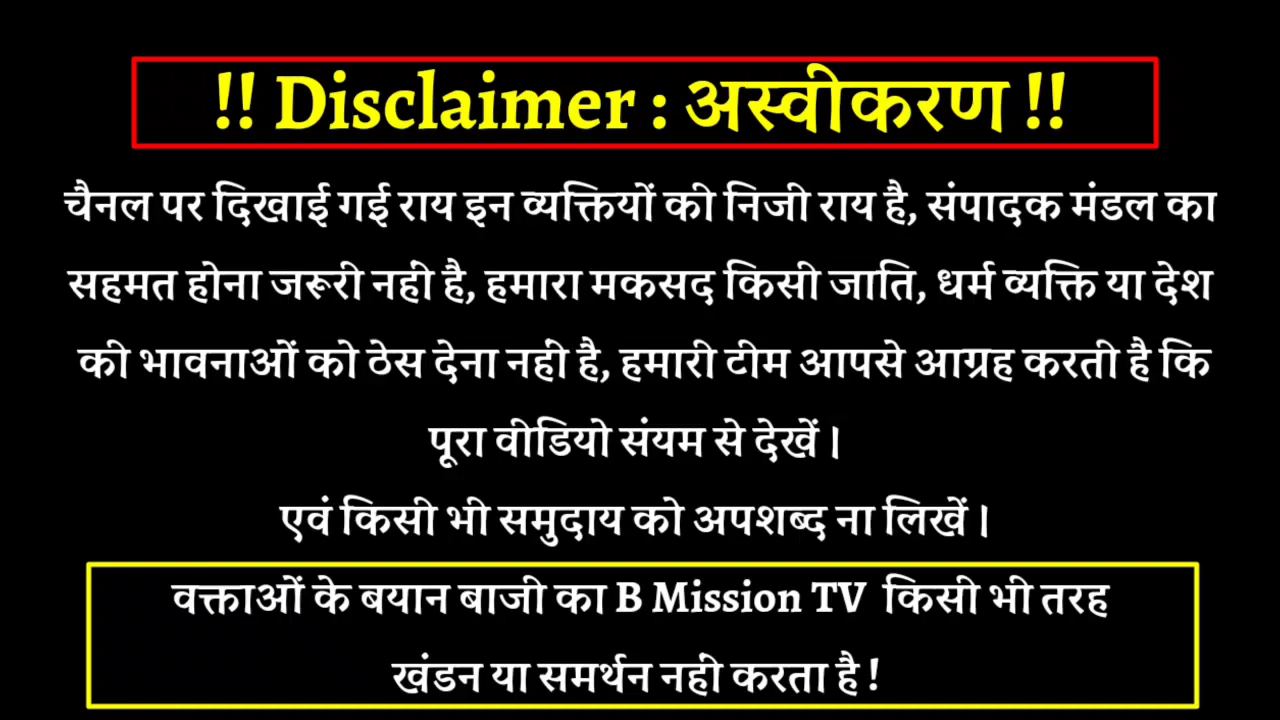 !! Disclaimer : अस्वीकरण !!
चैनल पर दिखाई गई राय इन व्यक्तियों की निजी राय है, संपादक मंडल का
सहमत होना जरूरी नहीं है, हमारा मकसद किसी जाति, धर्म व्यक्ति या देश
की भावनाओं को ठेस देना नहीं है, हमारी टीम आपसे आग्रह करती है कि
पूरा वीडियो संयम से देखें।
एवं किसी भी समुदाय को अपशब्द ना लिखें।
वक्ताओं के बयान बाजी का B Mission TV किसी भी तरह
खंडन या समर्थन नहीं करता है !